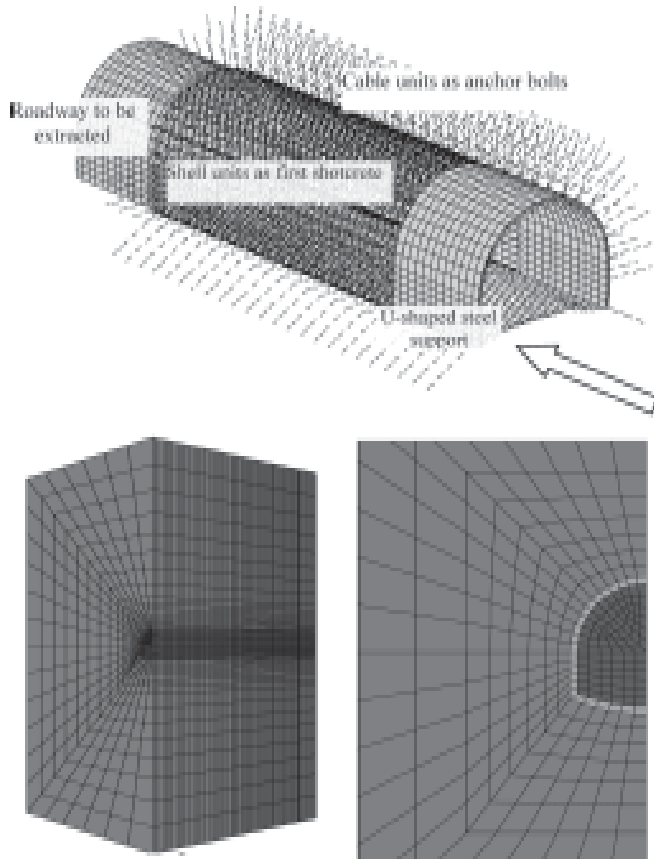 Cable units as anchor bolts
Roadway to be
extracted
Shell units as first shotcrete
U-shaped steel
support